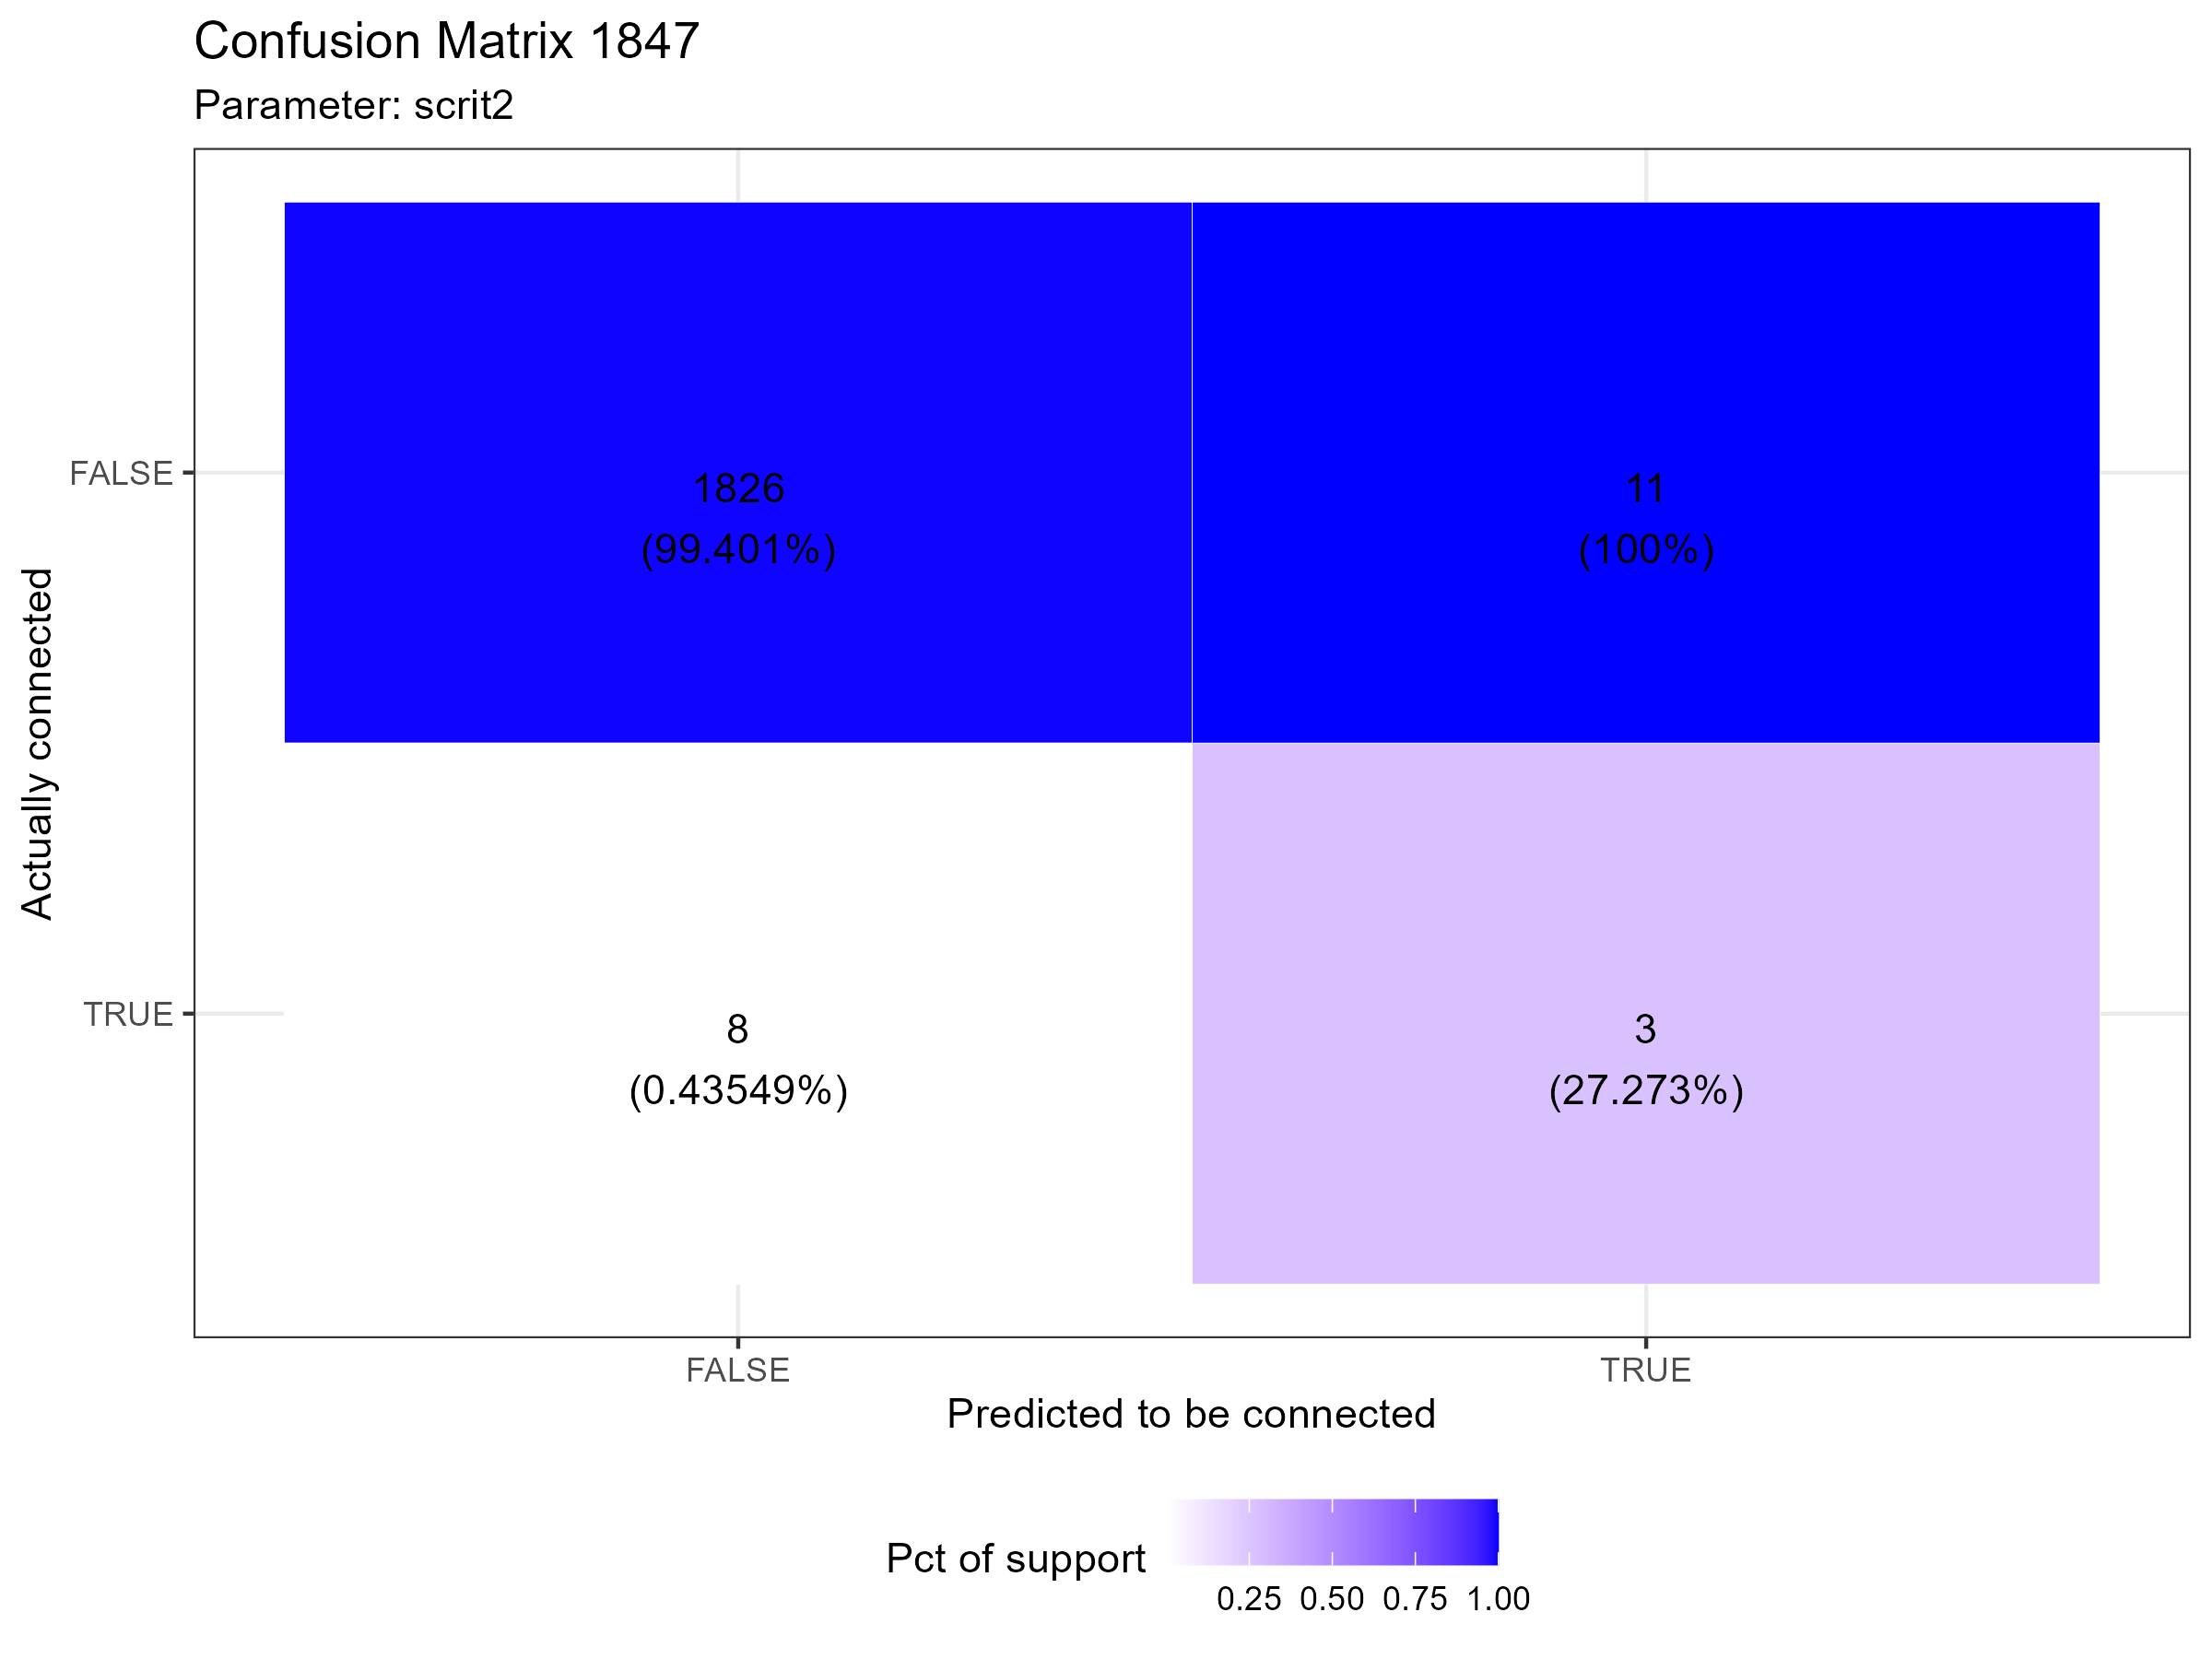 Confusion Matrix 1847
Parameter: scrit2
Actually connected
FALSE
1826
(99.401%)
11
(100%)
TRUE
8
(0.43549%)
3
(27.273%)
FALSE
TRUE
Predicted to be connected
Pct of support
0.25 0.50 0.75 1.00